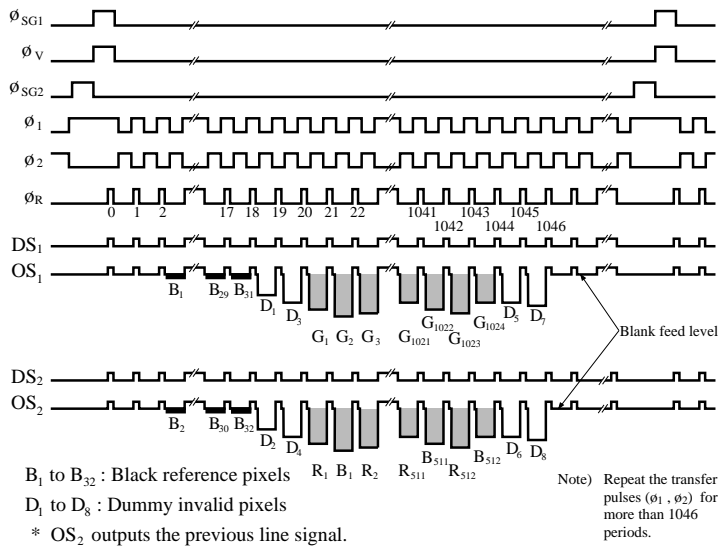 øSG1
øV
øSG2
ø1
ø2
øR
0 1 2 17 18 19 20 21 22 1041 1043 1045
1042 1044 1046
DS1
OS1
B1 B29 B31 D1 D3 D5 D7
G1 G2 G3 G1021 G1022 G1023 G1024
Blank feed level
DS2
OS2
B2 B30 B32 D2 D4 D6 D8
R1 B1 R2 R511 B511 R512 B512
B1 to B32 : Black reference pixels
D1 to D8 : Dummy invalid pixels
* OS2 outputs the previous line signal.
Note) Repeat the transfer
pulses (ø1 , ø2) for
more than 1046
periods.